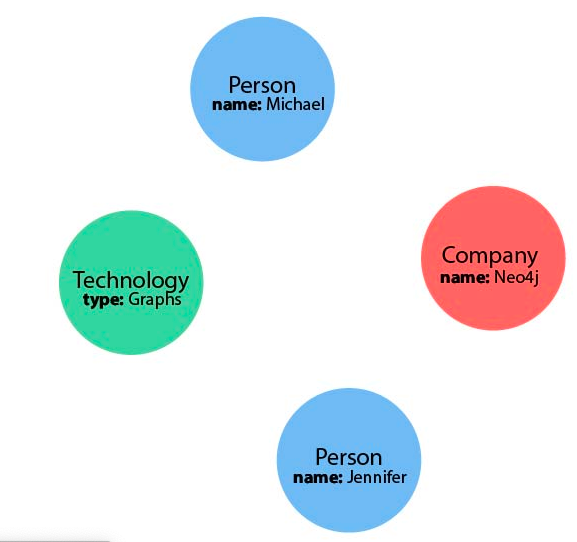 Person
name: Michael
Company
name: Neo4j
Technology
type: Graphs
Person
name: Jennifer